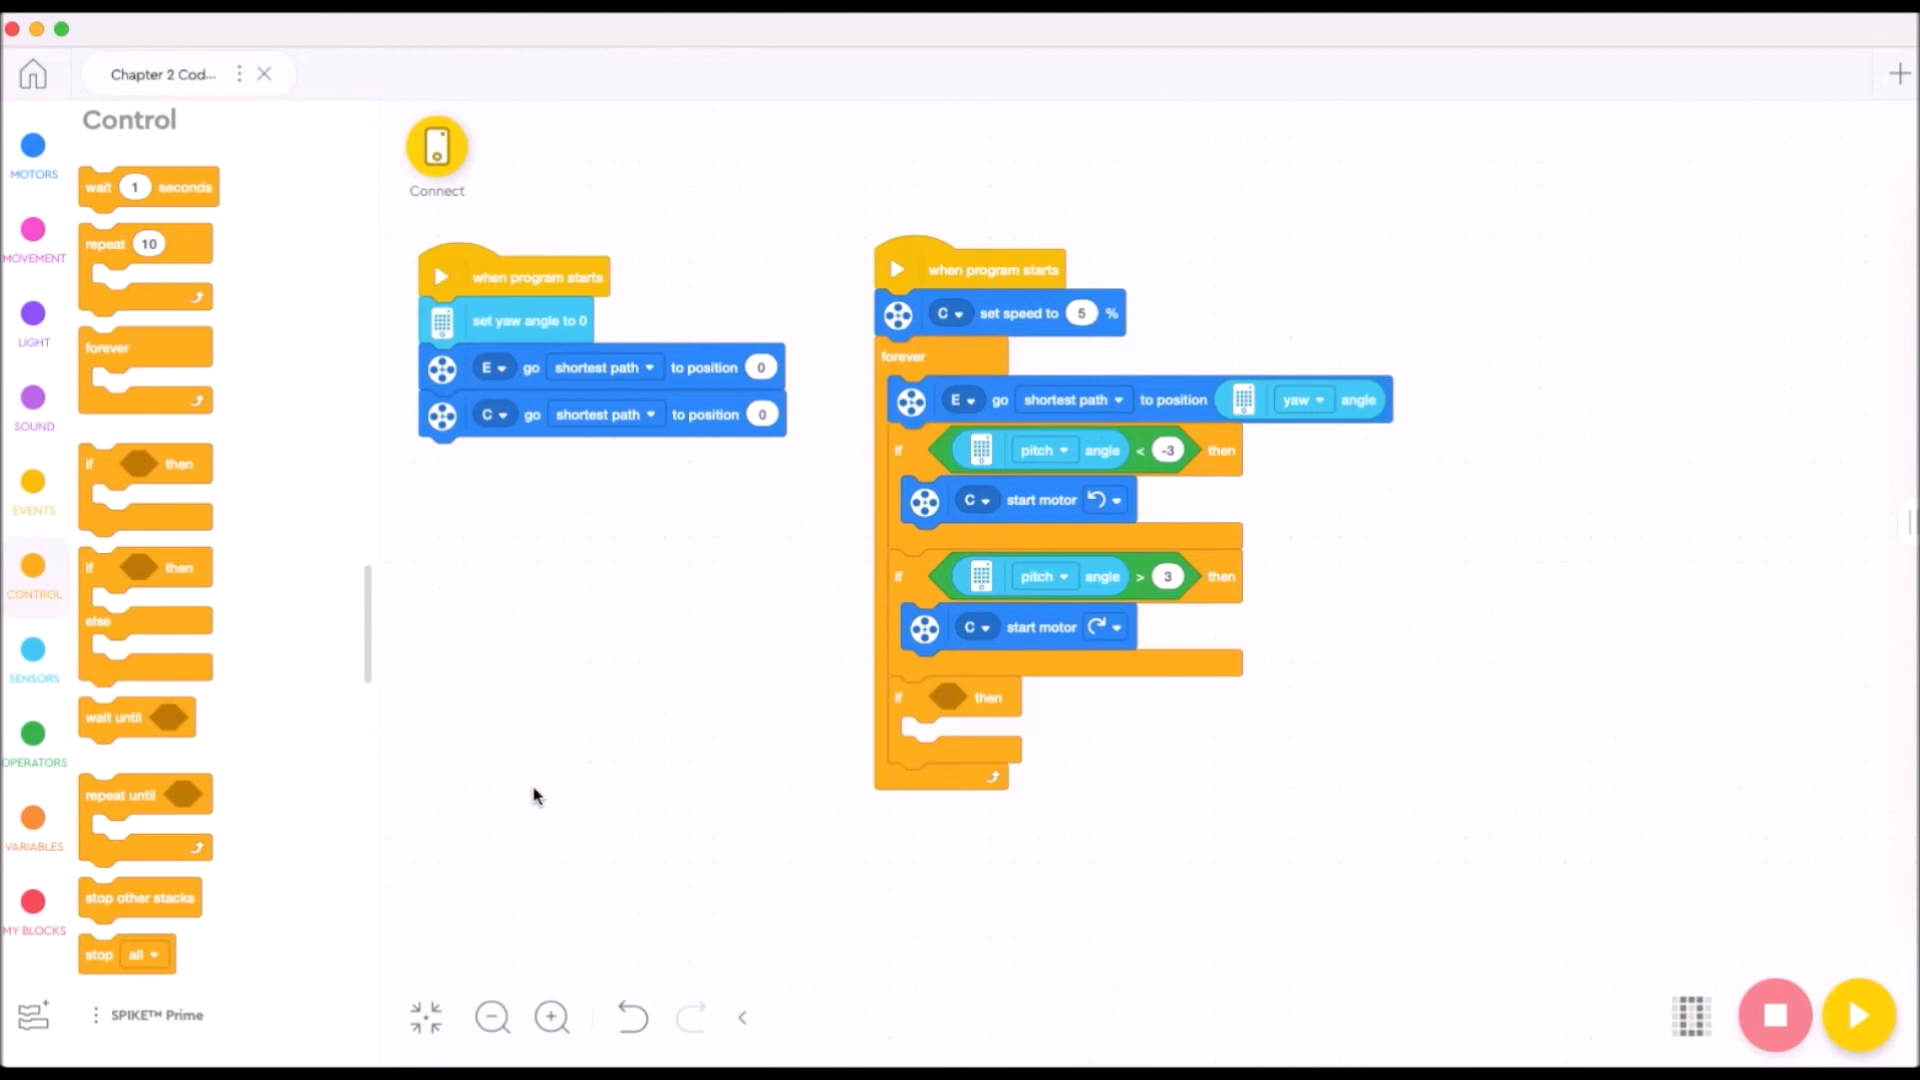 Chapter 2 Cod...
Control
MOTORS
MOVEMENT
LIGHT
SOUND
EVENTS
CONTROL
SENSORS
OPERATORS
VARIABLES
MY BLOCKS
wait 1 seconds
repeat 10
forever
if then
if then
else
wait until
repeat until
stop other stacks
stop all
SPIKE™ Prime
Connect
when program starts
set yaw angle to 0
E go shortest path to position 0
C go shortest path to position 0
when program starts
C set speed to 5 %
forever
E go shortest path to position yaw angle
if pitch angle < -3 then
C start motor
if pitch angle > 3 then
C start motor
if then